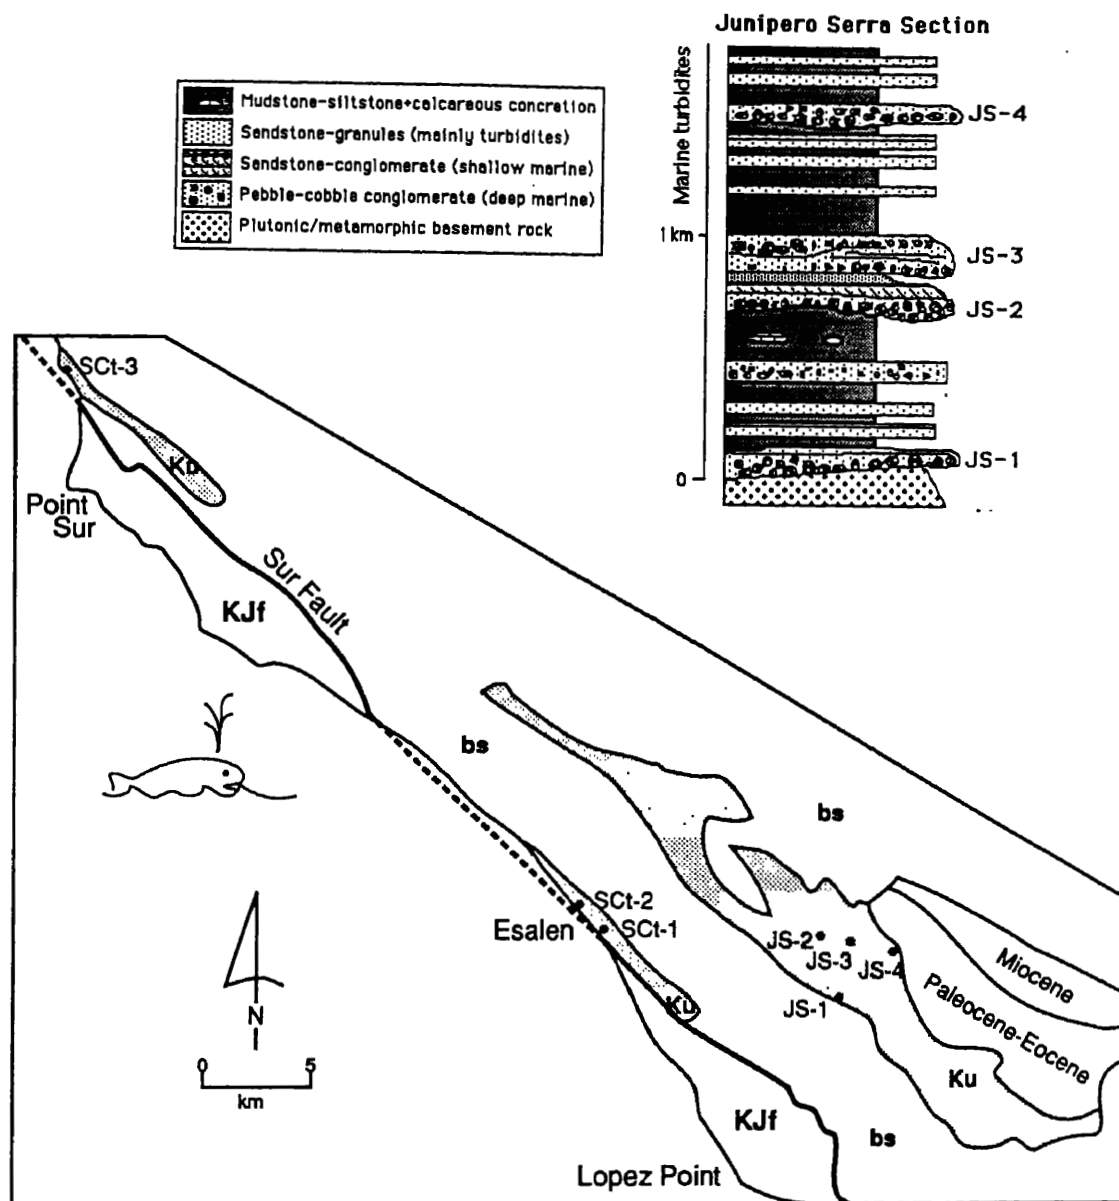 Junipero Serra Section
Mudstone-siltstone+calcareous concretion
Sandstone-granules (mainly turbidites)
Sandstone-conglomerate (shallow marine)
Pebble-cobble conglomerate (deep marine)
Plutonic/metamorphic basement rock
Marine turbidites
1 km
0
JS-4
JS-3
JS-2
JS-1
SCt-3
Ku
Point
Sur
Sur Fault
KJf
bs
bs
SCt-2
Esalen
SCt-1
JS-2
JS-3
JS-4
JS-1
Miocene
Paleocene-Eocene
Ku
Ku
N
0 5
km
KJf
bs
Lopez Point